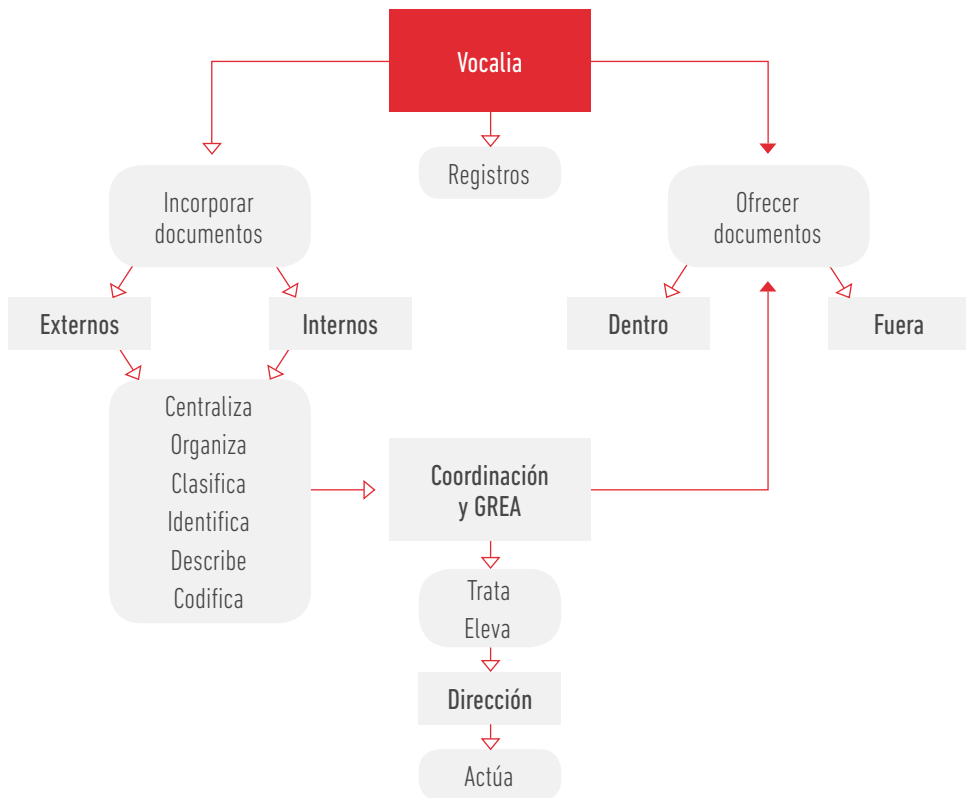 Vocalia
Registros
Incorporar
documentos
Ofrecer
documentos
Externos
Internos
Dentro
Fuera
Centraliza
Organiza
Clasifica
Identifica
Describe
Codifica
Coordinación
y GREA
Trata
Eleva
Dirección
Actúa